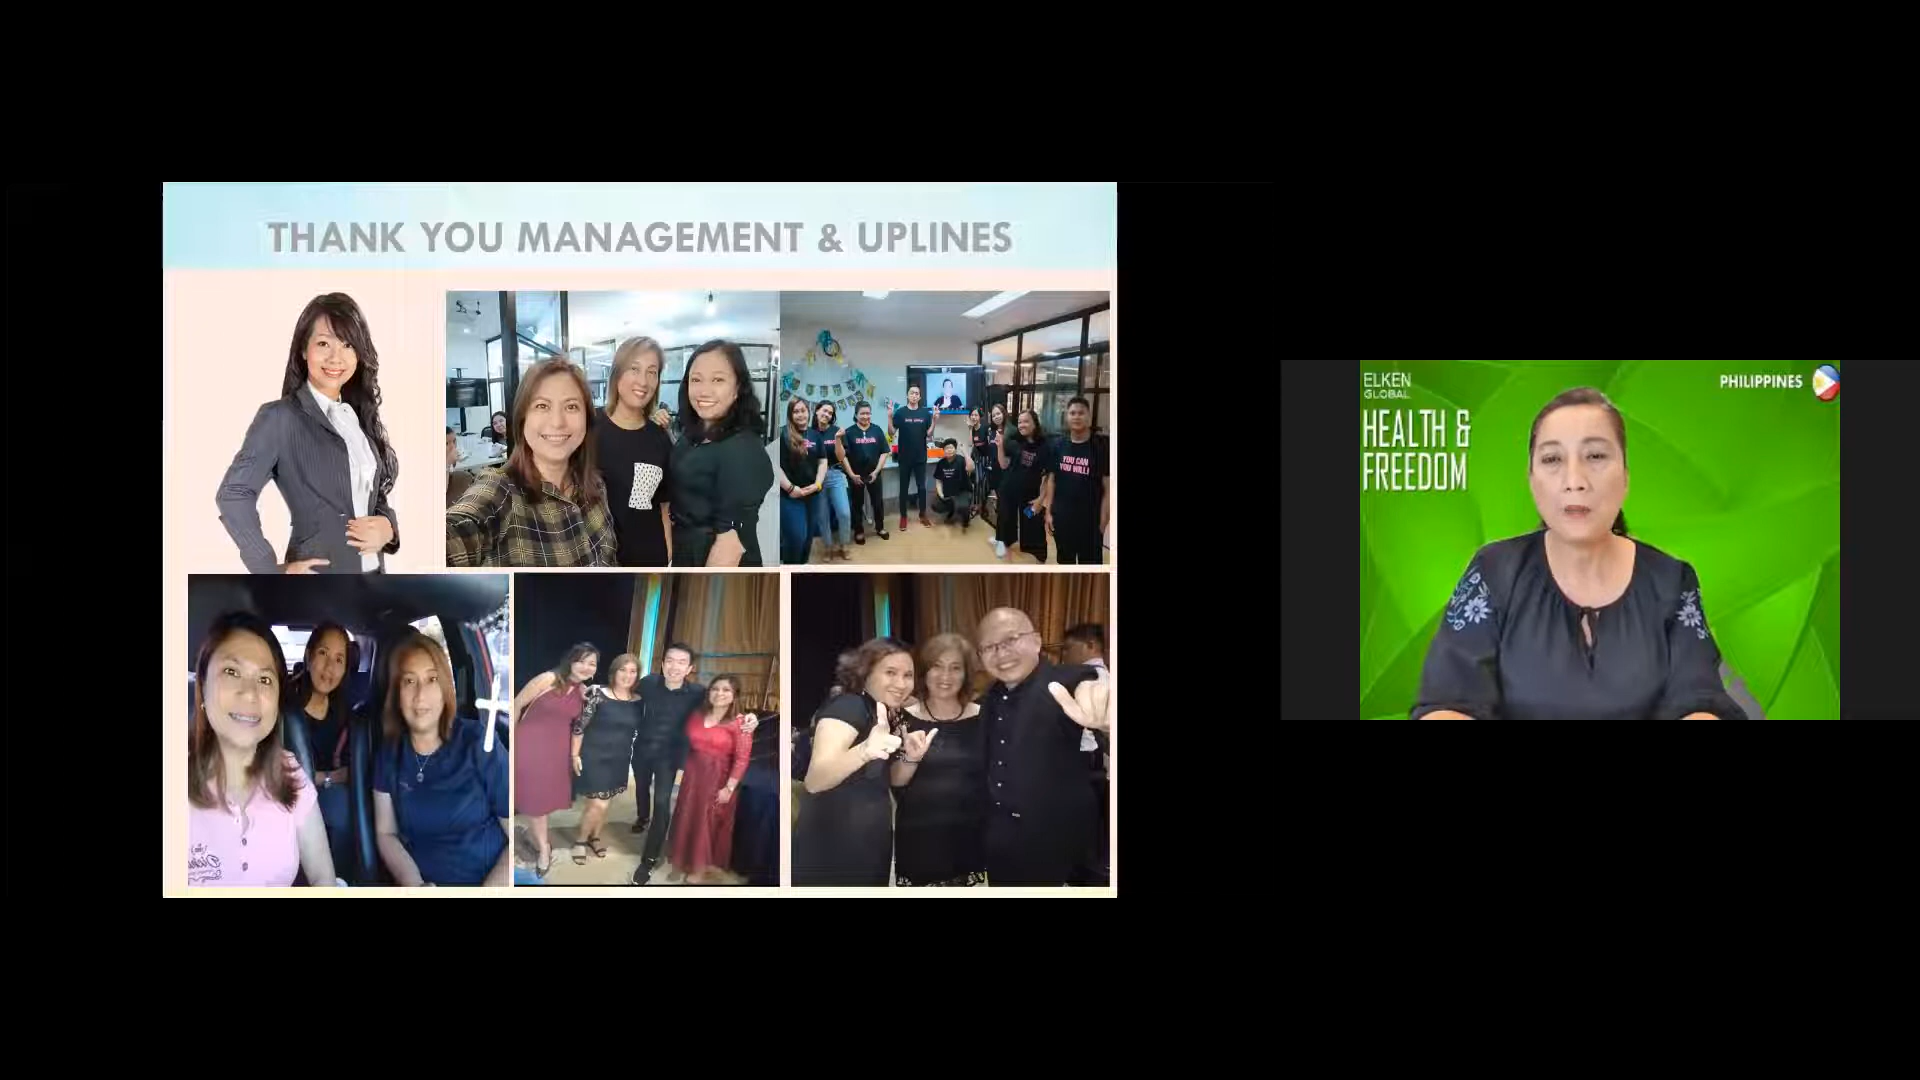 THANK YOU MANAGEMENT & UPLINES
YOU CAN
YOU WILL!
ELKEN
GLOBAL
HEALTH &
FREEDOM
PHILIPPINES